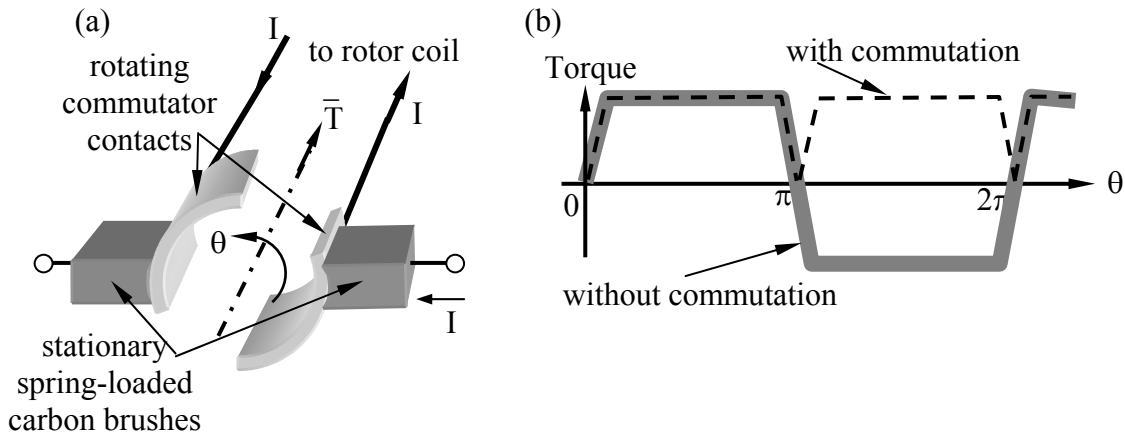 (a)
I
to rotor coil
rotating
commutator
contacts
T̅
I
θ
I
stationary
spring-loaded
carbon brushes
(b)
with commutation
Torque
0
π
2π
θ
without commutation